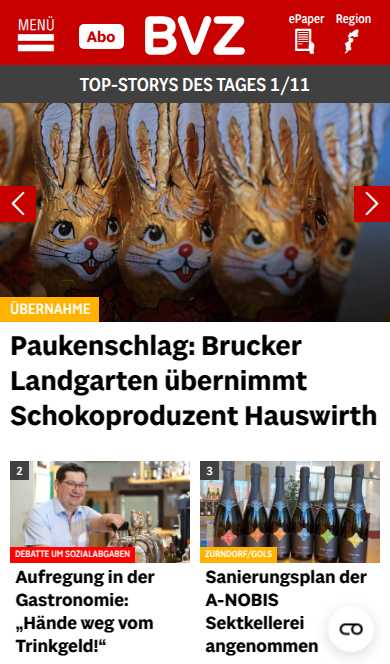 MENÜ
Abo
BVZ
ePaper
Region
TOP-STORYS DES TAGES 1/11
ÜBERNAHME
Paukenschlag: Brucker
Landgarten übernimmt
Schokoproduzent Hauswirth
2
DEBATTE UM SOZIALABGABEN
Aufregung in der
Gastronomie:
„Hände weg vom
Trinkgeld!“
3
ZURNDORF/GOLS
Sanierungsplan der
A-NOBIS
Sektkellerei
angenommen